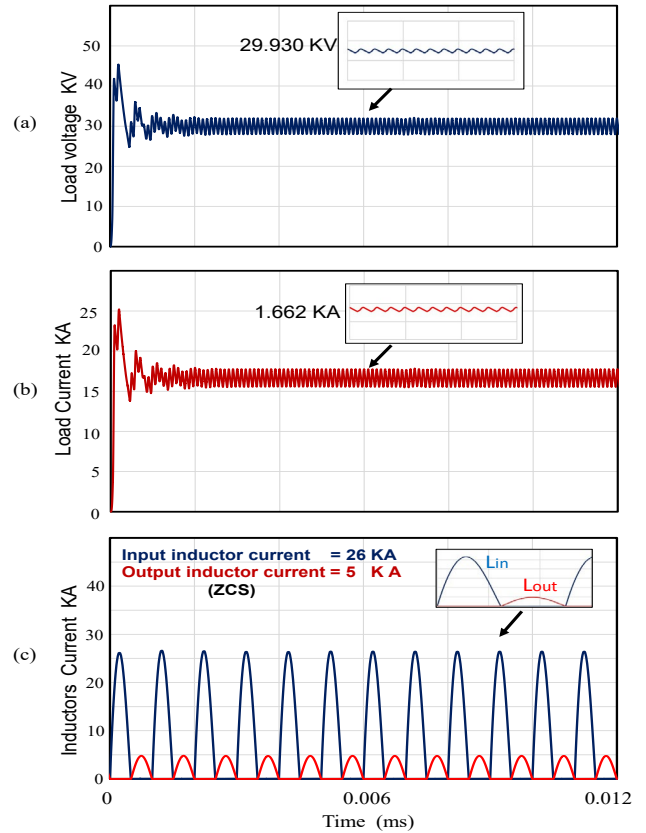 (a)
Load voltage KV
50
40
30
20
10
0
29.930 KV
(b)
Load Current KA
25
20
15
10
5
0
1.662 KA
(c)
Inductors Current KA
40
30
20
10
0
Input inductor current = 26 KA
Output inductor current = 5 K A
(ZCS)
Lin
Lout
0
0.006
0.012
Time (ms)